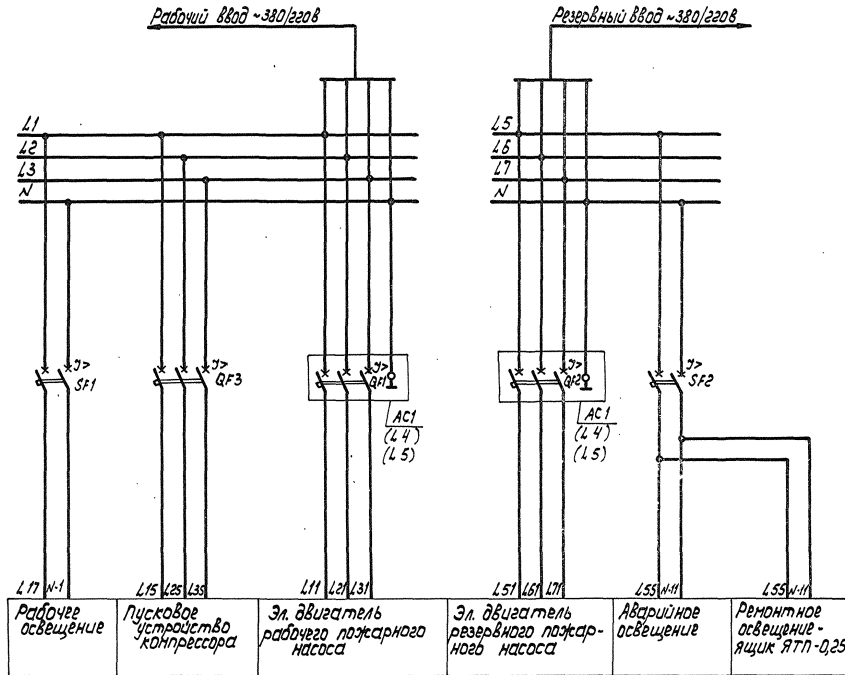 Рабочий ввод ~380/220в
Резервный ввод ~380/220в
L1
L2
L3
N
L5
L6
L7
N
У>
SF1
У>
QF3
У>
QF1
AC1
(L4)
(L5)
У>
QF2
AC1
(L4)
(L5)
У>
SF2
L17 N-1
L15 L25 L35
L11 L21 L31
L51 L61 L71
L55 N-11
L55 N-11
Рабочее
освещение
Пусковое
устройство
компрессора
Эл. двигатель
рабочего пожарного
насоса
Эл. двигатель
резервного пожар-
ного насоса
Аварийное
освещение
Ремонтное
освещение-
ящик ЯТП-0,25